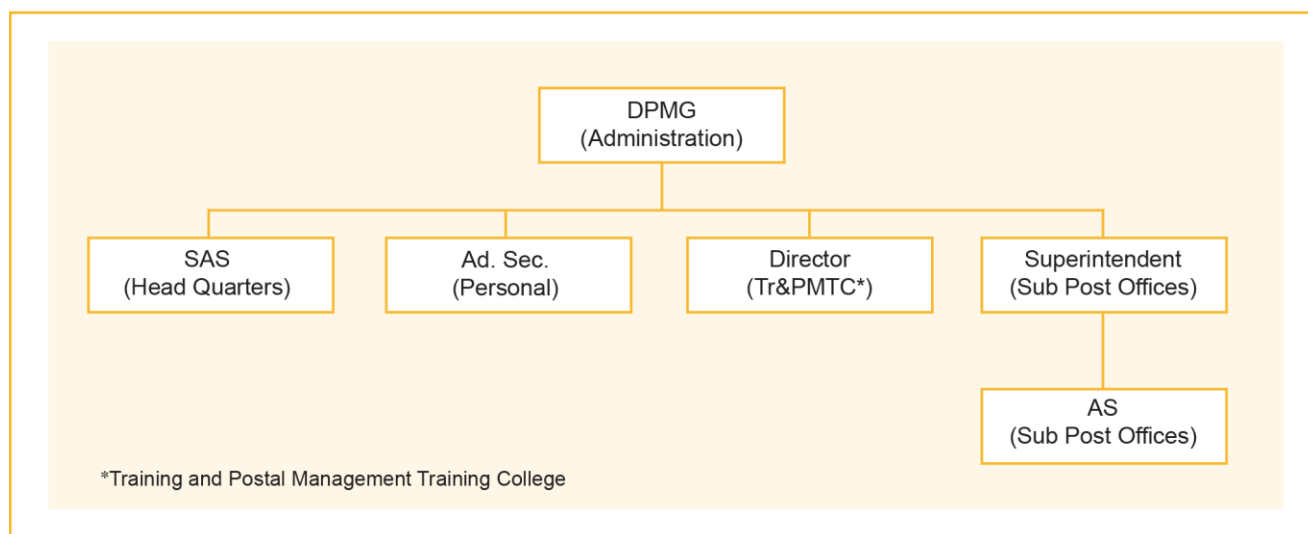 DPMG
(Administration)
SAS
(Head Quarters)
Ad. Sec.
(Personal)
Director
(Tr&PMTC*)
Superintendent
(Sub Post Offices)
AS
(Sub Post Offices)
*Training and Postal Management Training College